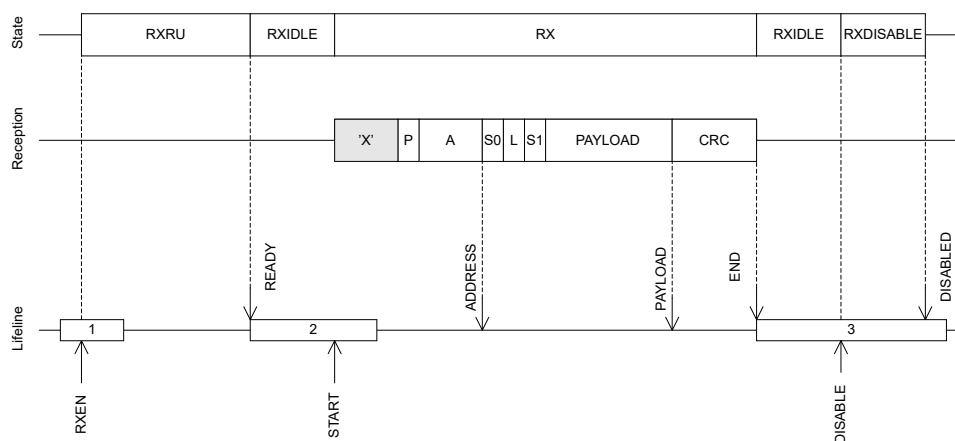 State
RXRU
RXIDLE
RX
RXIDLE
RXDISABLE
Reception
'X'
P
A
S0
L
S1
PAYLOAD
CRC
READY
ADDRESS
PAYLOAD
END
DISABLED
Lifeline
1
2
3
RXEN
START
DISABLE